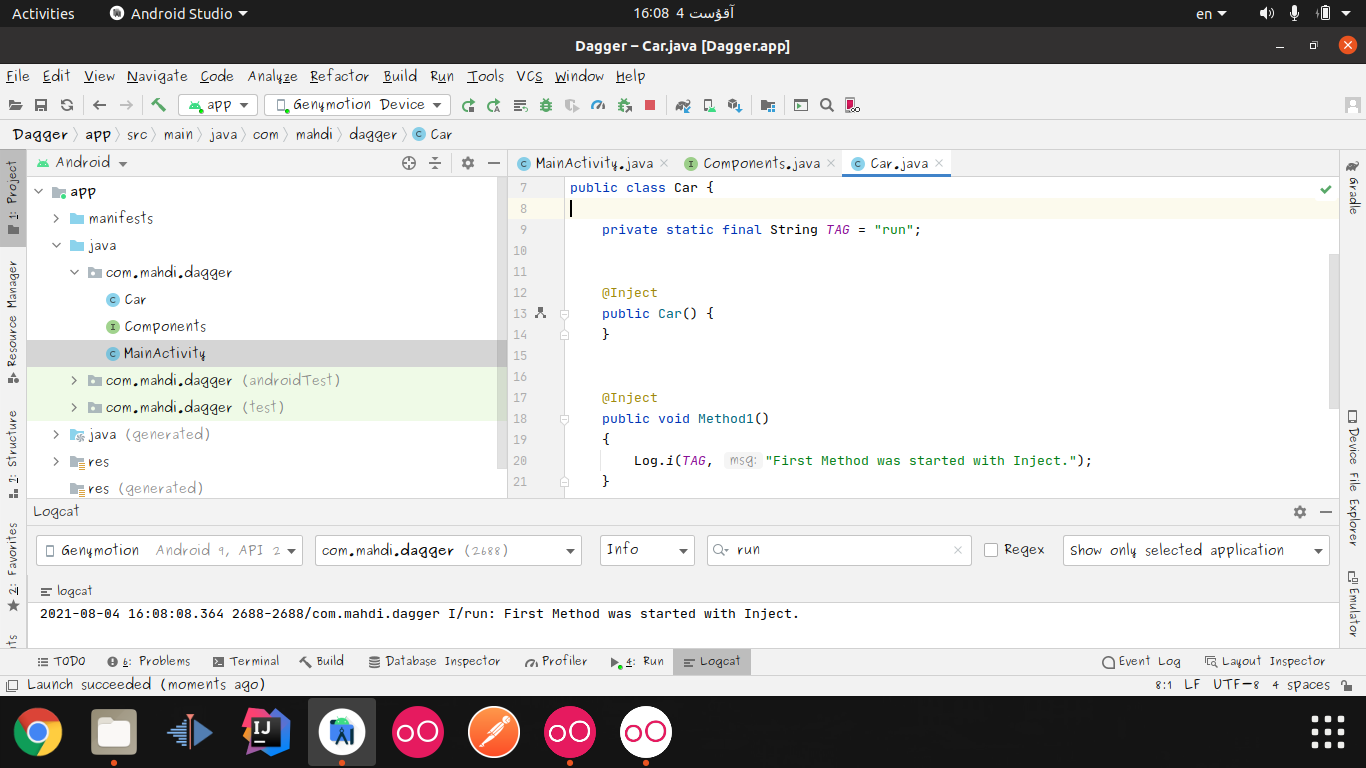 Activities Android Studio 16:08 4 آقۇست en
Dagger – Car.java [Dagger.app]
File Edit View Navigate Code Analyze Refactor Build Run Tools VCS Window Help
app Genymotion Device
Dagger app src main java com mahdi dagger Car
Android
MainActivity.java Components.java Car.java
1: Project
Resource Manager
Z: Structure
2: Favorites
app
manifests
java
com.mahdi.dagger
Car
Components
MainActivity
com.mahdi.dagger (androidTest)
com.mahdi.dagger (test)
java (generated)
res
res (generated)
7 public class Car {
8
9 private static final String TAG = "run";
10
11
12 @Inject
13 public Car() {
14 }
15
16
17 @Inject
18 public void Method1()
19 {
20 Log.i(TAG, msg: "First Method was started with Inject.");
21 }
Gradle
Device File Explorer
Emulator
Logcat
Genymotion Android 9, API 2 com.mahdi.dagger (2688) Info run Regex Show only selected application
logcat
2021-08-04 16:08:08.364 2688-2688/com.mahdi.dagger I/run: First Method was started with Inject.
TODO 6: Problems Terminal Build Database Inspector Profiler 4: Run Logcat Event Log Layout Inspector
Launch succeeded (moments ago) 8:1 LF UTF-8 4 spaces
IJ